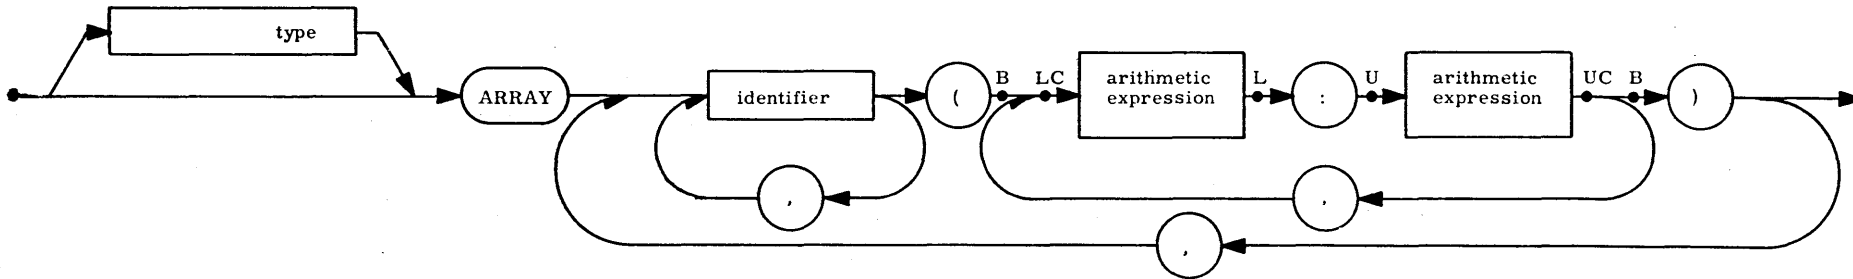 type
ARRAY
identifier
(
B
LC
arithmetic
expression
L
:
U
arithmetic
expression
UC
B
)
,
,
,